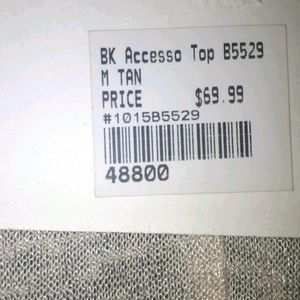 BK Accesso Top B5529
M TAN
PRICE $69.99
#1015B5529
48800